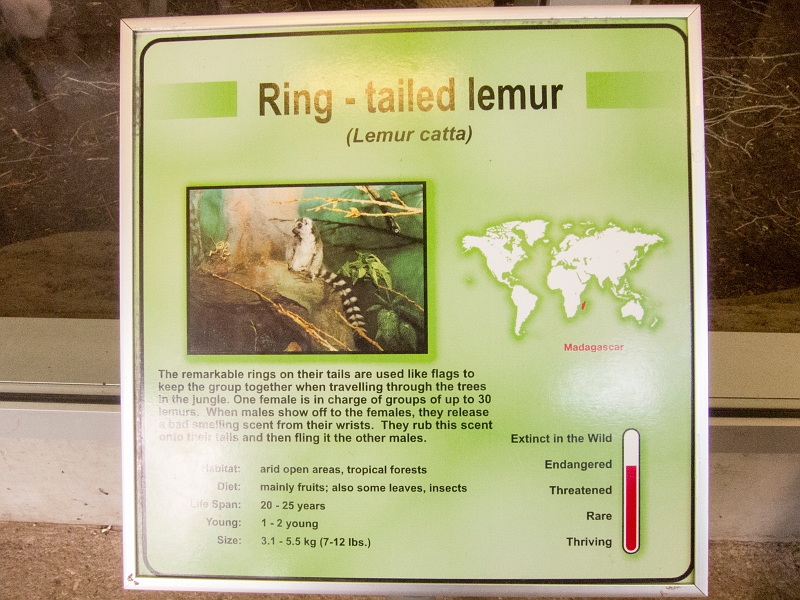 Ring - tailed lemur
(Lemur catta)
Madagascar
The remarkable rings on their tails are used like flags to
keep the group together when travelling through the trees
in the jungle. One female is in charge of groups of up to 30
lemurs. When males show off to the females, they release
a bad smelling scent from their wrists. They rub this scent
onto their tails and then fling it the other males.
Habitat: arid open areas, tropical forests
Diet: mainly fruits; also some leaves, insects
Life Span: 20 - 25 years
Young: 1 - 2 young
Size: 3.1 - 5.5 kg (7-12 lbs.)
Extinct in the Wild
Endangered
Threatened
Rare
Thriving